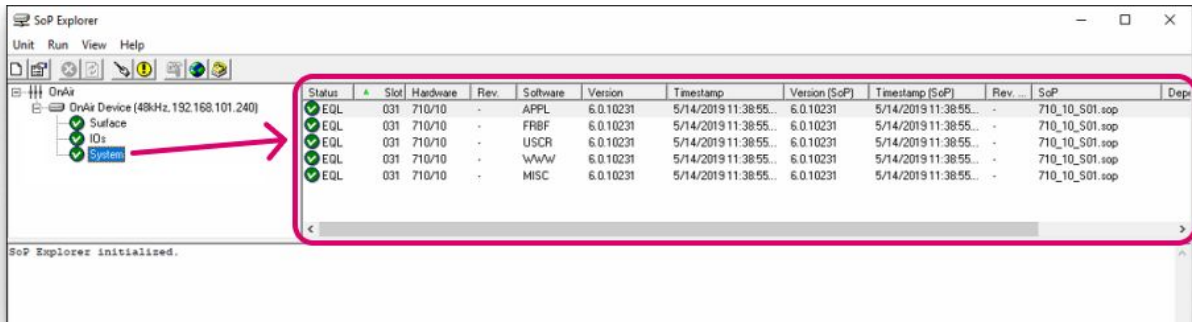 SoP Explorer
Unit Run View Help
OnAir
OnAir Device (48kHz, 192.168.101.240)
Surface
IOs
System
Status Slot Hardware Rev. Software Version Timestamp Version (SoP) Timestamp (SoP) Rev. ... SoP Depe
EQL 031 710/10 - APPL 6.0.10231 5/14/2019 11:38:55... 6.0.10231 5/14/2019 11:38:55... - 710_10_S01.sop
EQL 031 710/10 - FRBF 6.0.10231 5/14/2019 11:38:55... 6.0.10231 5/14/2019 11:38:55... - 710_10_S01.sop
EQL 031 710/10 - USCR 6.0.10231 5/14/2019 11:38:55... 6.0.10231 5/14/2019 11:38:55... - 710_10_S01.sop
EQL 031 710/10 - WWW 6.0.10231 5/14/2019 11:38:55... 6.0.10231 5/14/2019 11:38:55... - 710_10_S01.sop
EQL 031 710/10 - MISC 6.0.10231 5/14/2019 11:38:55... 6.0.10231 5/14/2019 11:38:55... - 710_10_S01.sop
SoP Explorer initialized.